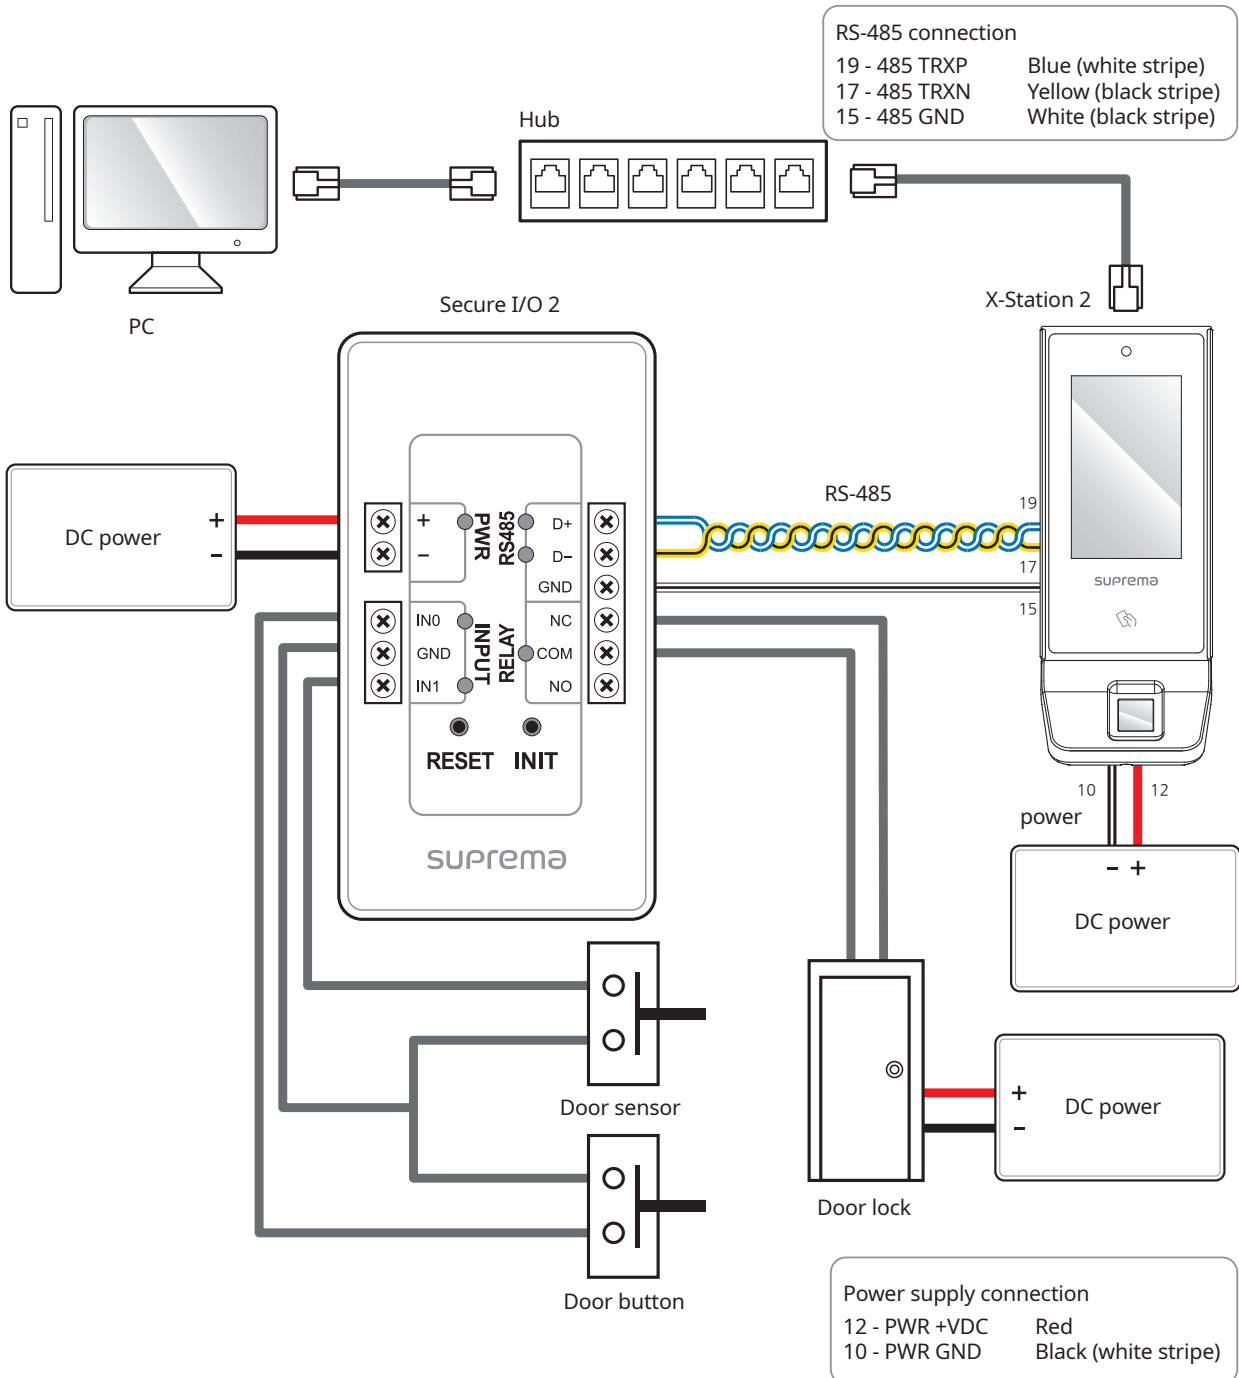 RS-485 connection
19 - 485 TRXP Blue (white stripe)
17 - 485 TRXN Yellow (black stripe)
15 - 485 GND White (black stripe)
Hub
PC
Secure I/O 2
X-Station 2
DC power
+
-
+
-
PWR
RS485
D+
D-
GND
IN0
GND
IN1
INPUT
RELAY
NC
COM
NO
RESET INIT
suprema
RS-485
19
17
15
suprema
10
12
power
- +
DC power
Door sensor
Door button
Door lock
+
-
DC power
Power supply connection
12 - PWR +VDC Red
10 - PWR GND Black (white stripe)